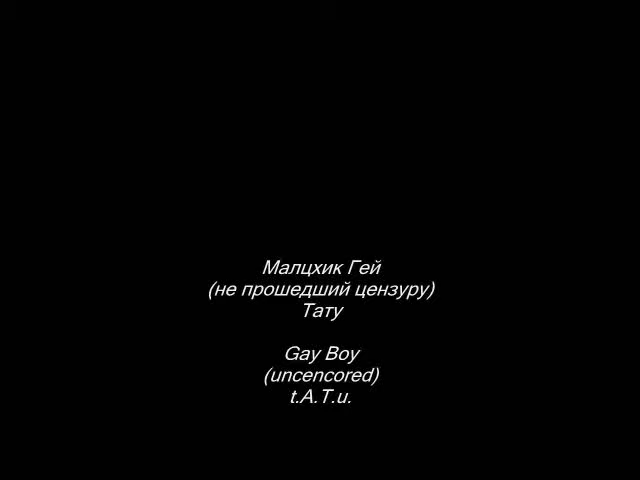 Малцхик Гей
(не прошедший цензуру)
Тату
Gay Boy
(uncencored)
t.A.T.u.